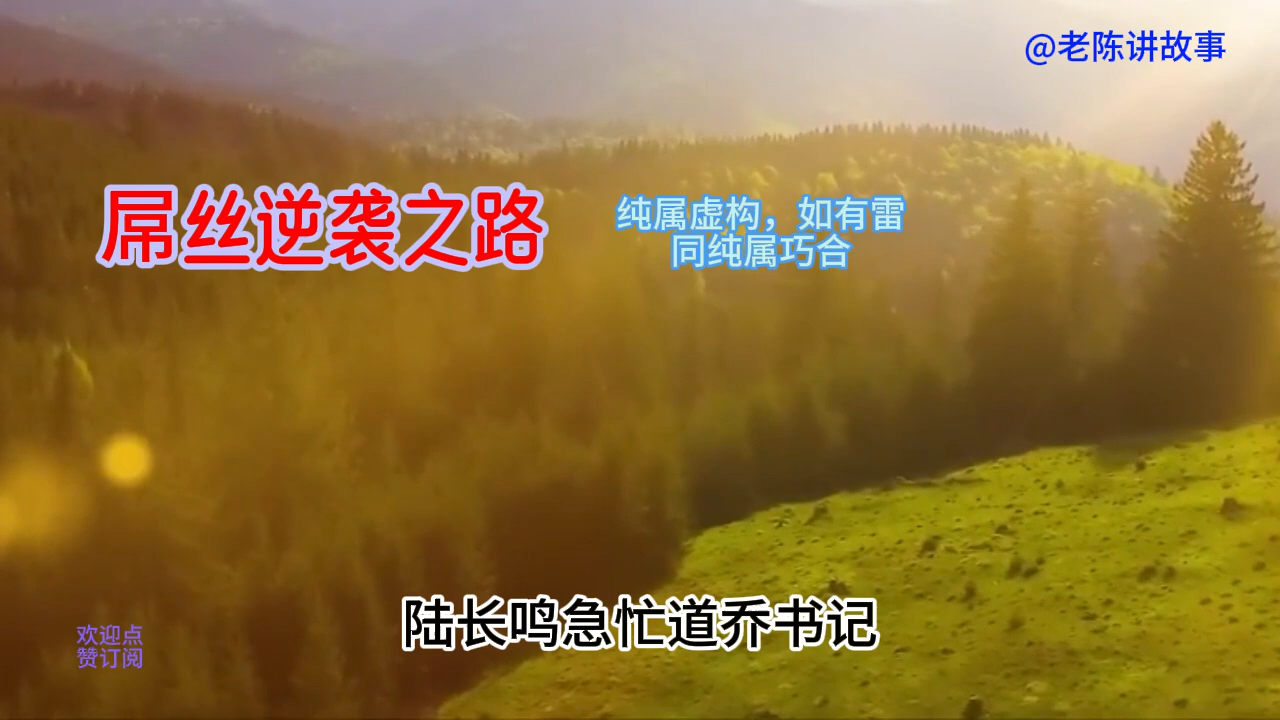 @老陈讲故事
屌丝逆袭之路
纯属虚构，如有雷
同纯属巧合
陆长鸣急忙道乔书记
欢迎点
赞订阅